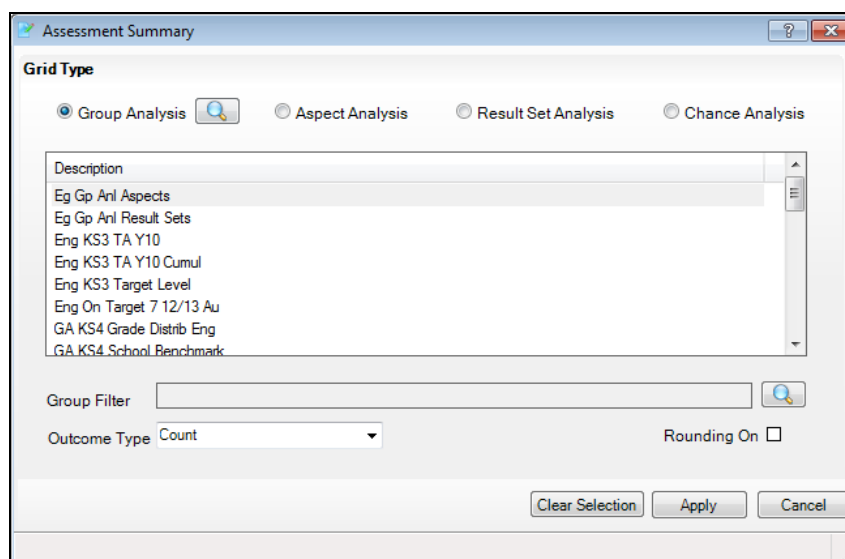 Assessment Summary
Grid Type
Group Analysis Aspect Analysis Result Set Analysis Chance Analysis
Description
Eg Gp Anl Aspects
Eg Gp Anl Result Sets
Eng KS3 TA Y10
Eng KS3 TA Y10 Cumul
Eng KS3 Target Level
Eng On Target 7 12/13 Au
GA KS4 Grade Distrib Eng
GA KS4 School Benchmark
Group Filter
Outcome Type Count Rounding On
Clear Selection Apply Cancel